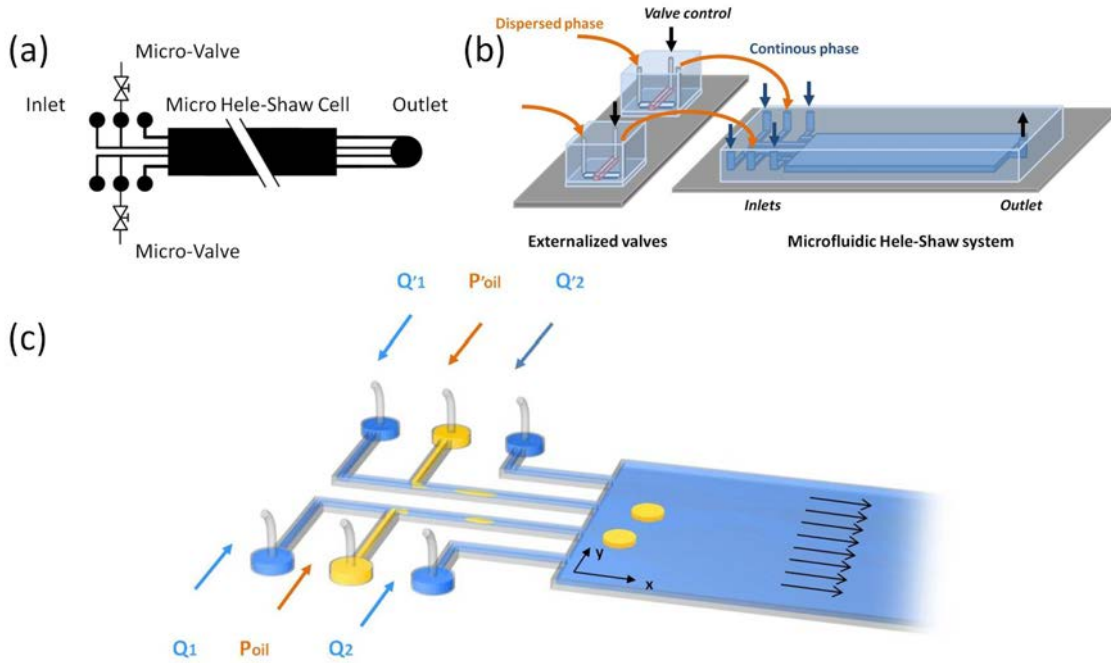 (a)
Micro-Valve
Inlet
Micro Hele-Shaw Cell
Outlet
Micro-Valve
(b)
Dispersed phase
Valve control
Continous phase
Inlets
Outlet
Externalized valves
Microfluidic Hele-Shaw system
(c)
Q'1 P'oil Q'2
y
x
Q1 Poil Q2